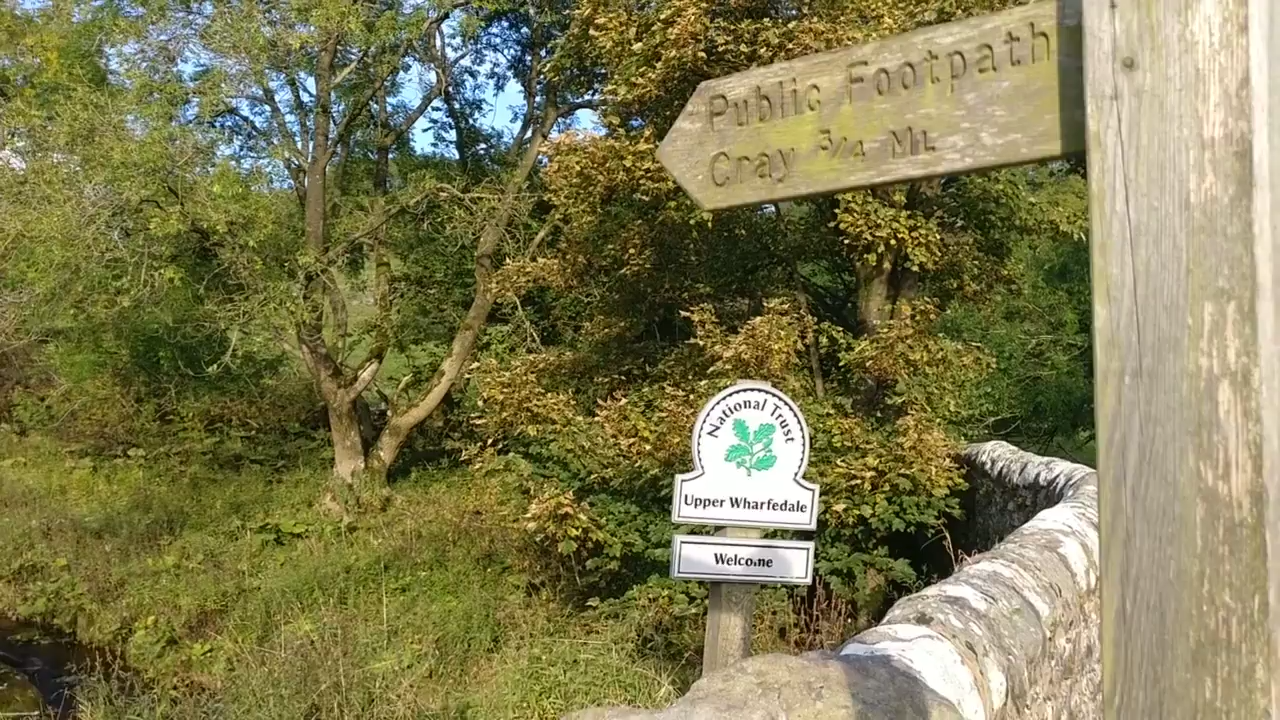 Public Footpath
Cray 3/4 ML
National Trust
Upper Wharfedale
Welcome